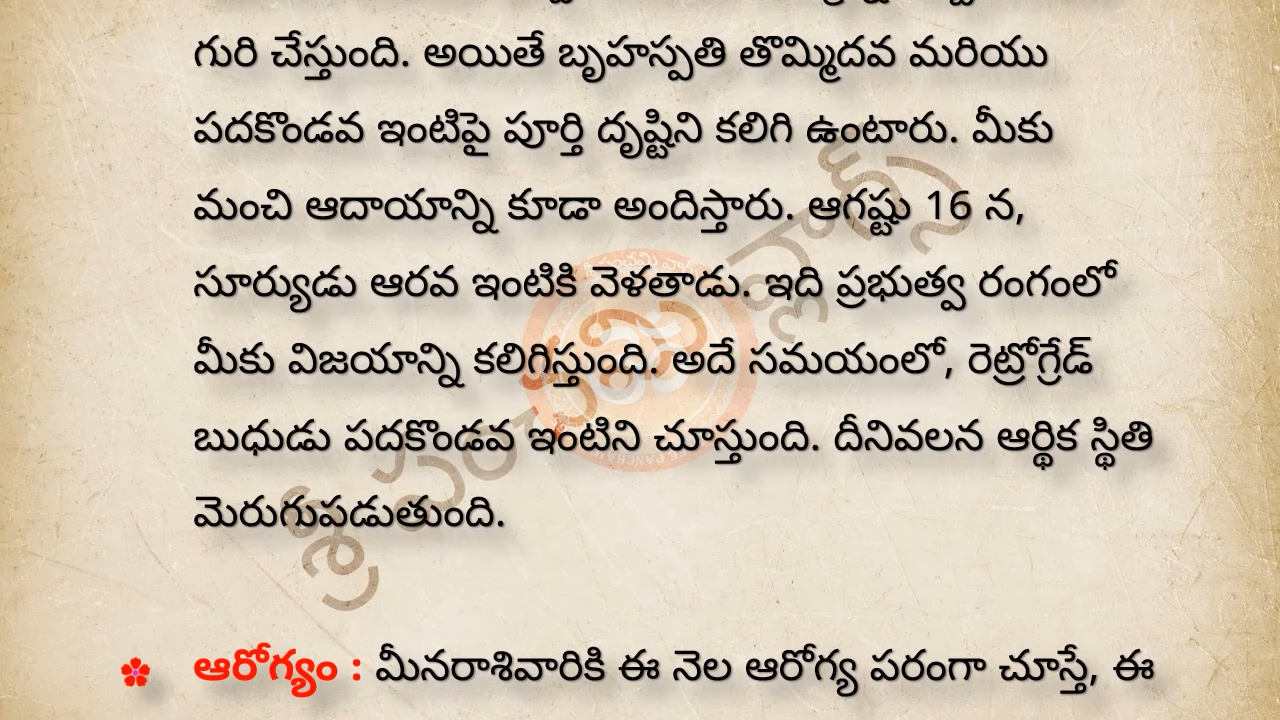 గురి చేస్తుంది. అయితే బృహస్పతి తొమ్మిదవ మరియు
పదకొండవ ఇంటిపై పూర్తి దృష్టిని కలిగి ఉంటారు. మీకు
మంచి ఆదాయాన్ని కూడా అందిస్తారు. ఆగష్టు 16 న,
సూర్యుడు ఆరవ ఇంటికి వెళతాడు. ఇది ప్రభుత్వ రంగంలో
మీకు విజయాన్ని కలిగిస్తుంది. అదే సమయంలో, రెట్రోగ్రేడ్
బుధుడు పదకొండవ ఇంటిని చూస్తుంది. దీనివలన ఆర్థిక స్థితి
మెరుగుపడుతుంది.
ఆరోగ్యం : మీనరాశివారికి ఈ నెల ఆరోగ్య పరంగా చూస్తే, ఈ
శ్రీ పంచమి వ్లాగ్స్